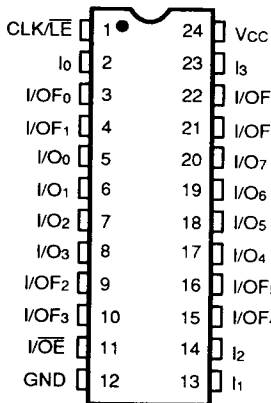 CLK/L̅E̅ 1 24 VCC
I0 2 23 I3
I/OF0 3 22 I/OF
I/OF1 4 21 I/OF
I/O0 5 20 I/O7
I/O1 6 19 I/O6
I/O2 7 18 I/O5
I/O3 8 17 I/O4
I/OF2 9 16 I/OF
I/OF3 10 15 I/OF
I/O̅E̅ 11 14 I2
GND 12 13 I1